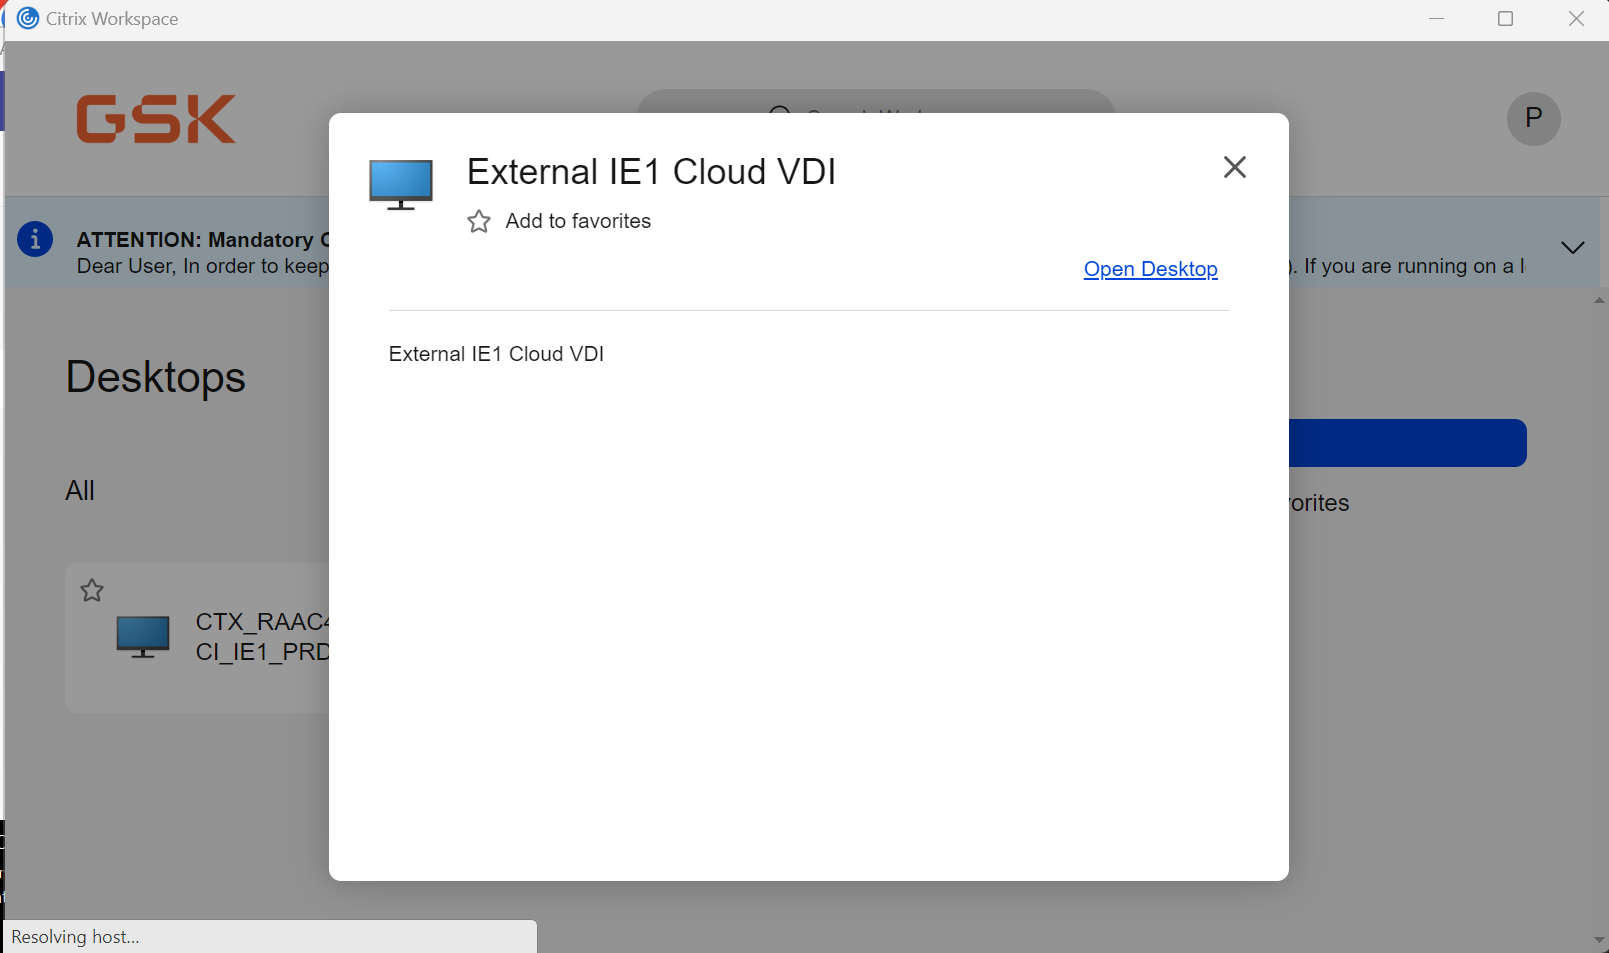 Citrix Workspace
GSK
P
External IE1 Cloud VDI
Add to favorites
ATTENTION: Mandatory
Dear User, In order to keep
). If you are running on a
Open Desktop
External IE1 Cloud VDI
Desktops
All
orites
CTX_RAAC4
CI_IE1_PRD
Resolving host...